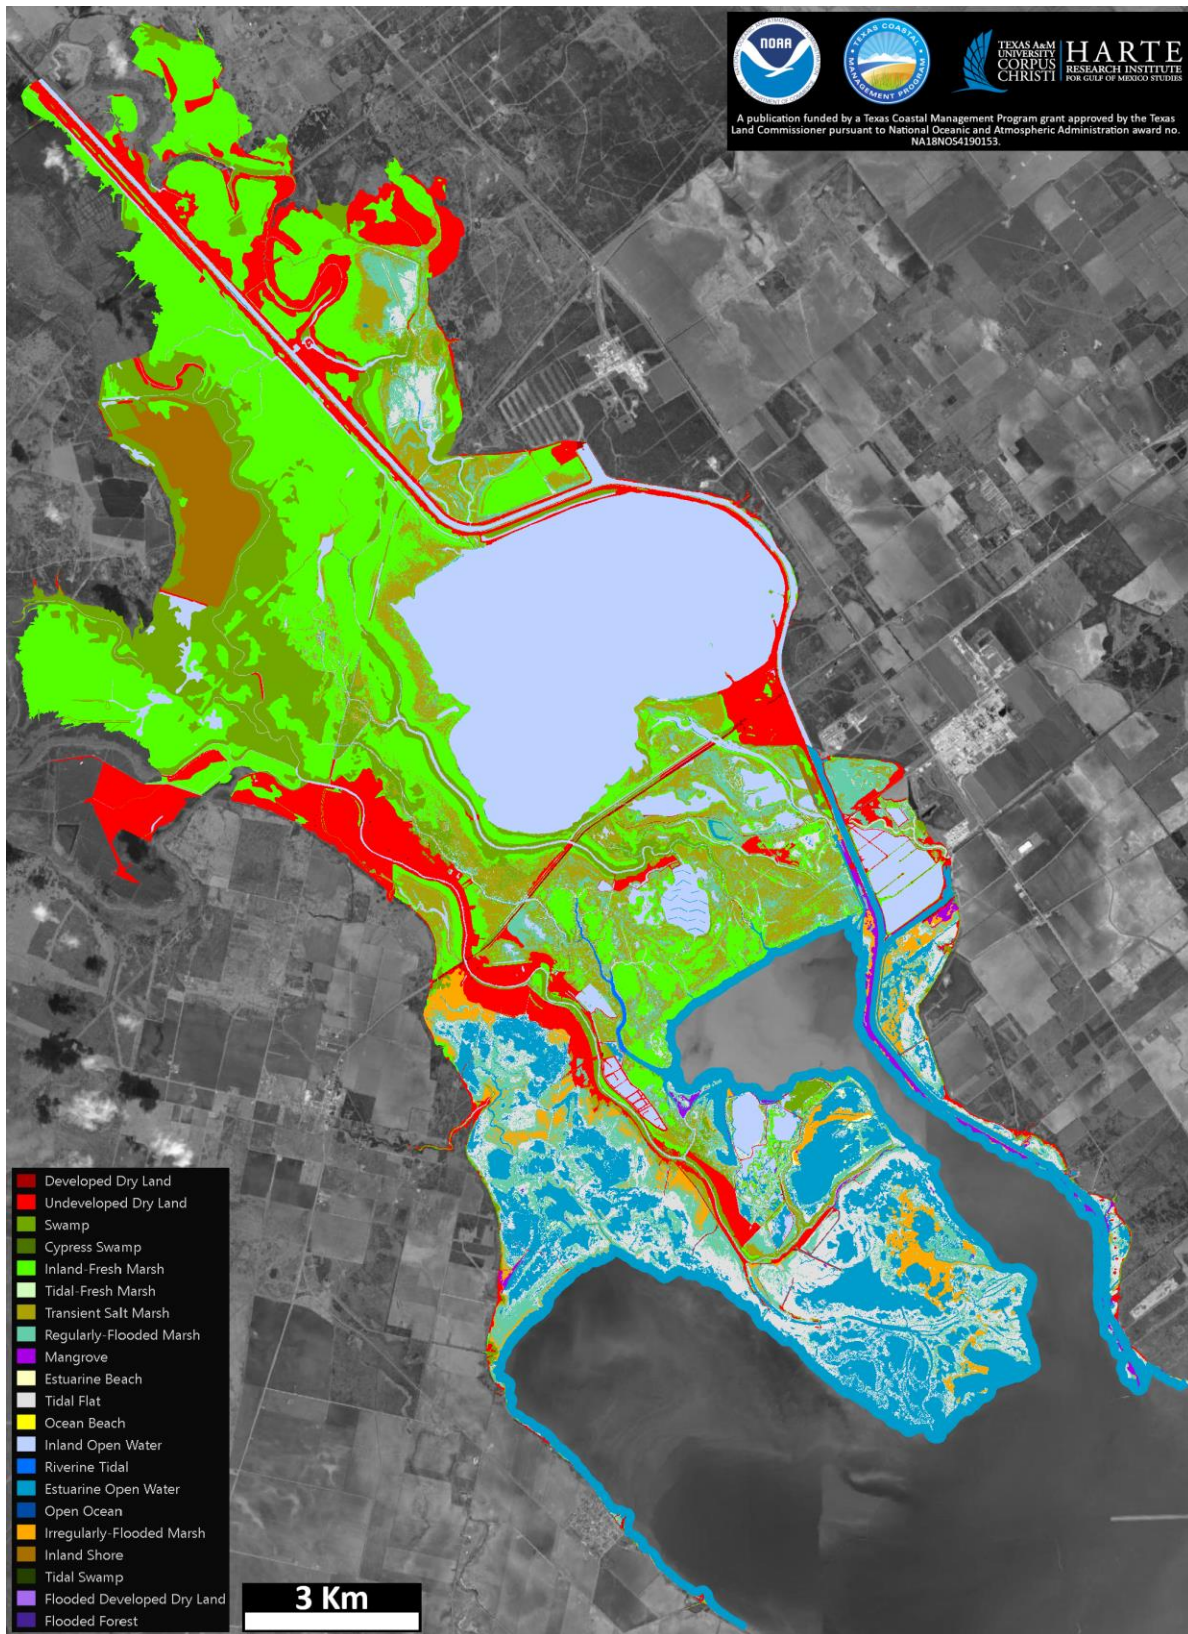 NOAA
TEXAS COASTAL
MANAGEMENT PROGRAM
TEXAS A&M
UNIVERSITY
CORPUS
CHRISTI
HARTE
RESEARCH INSTITUTE
FOR GULF OF MEXICO STUDIES
A publication funded by a Texas Coastal Management Program grant approved by the Texas
Land Commissioner pursuant to National Oceanic and Atmospheric Administration award no.
NA18NOS4190153.
Developed Dry Land
Undeveloped Dry Land
Swamp
Cypress Swamp
Inland-Fresh Marsh
Tidal-Fresh Marsh
Transient Salt Marsh
Regularly-Flooded Marsh
Mangrove
Estuarine Beach
Tidal Flat
Ocean Beach
Inland Open Water
Riverine Tidal
Estuarine Open Water
Open Ocean
Irregularly-Flooded Marsh
Inland Shore
Tidal Swamp
Flooded Developed Dry Land
Flooded Forest
3 Km